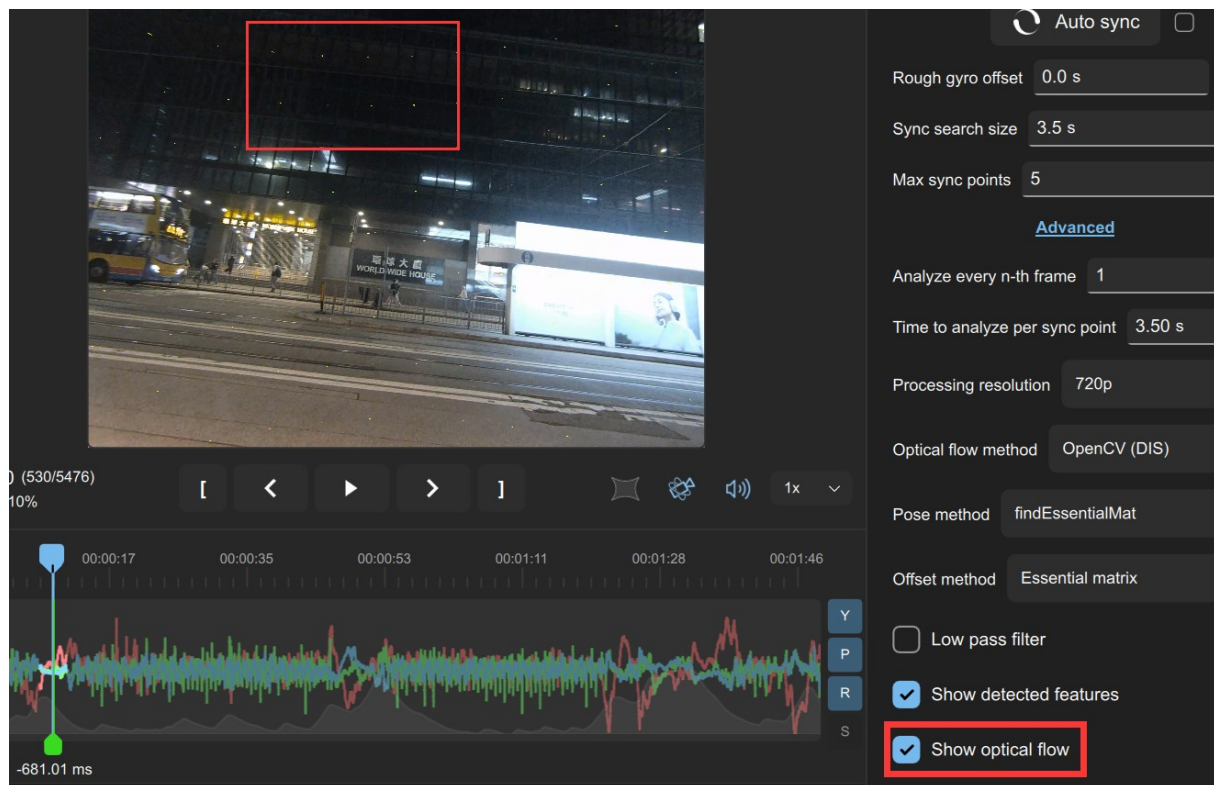 Auto sync
Rough gyro offset 0.0 s
Sync search size 3.5 s
Max sync points 5
Advanced
Analyze every n-th frame 1
Time to analyze per sync point 3.50 s
Processing resolution 720p
Optical flow method OpenCV (DIS)
Pose method findEssentialMat
Offset method Essential matrix
Low pass filter
Show detected features
Show optical flow
環球大廈
WORLD-WIDE HOUSE
) (530/5476)
10%
[ ]
1x
00:00:17 00:00:35 00:00:53 00:01:11 00:01:28 00:01:46
Y
P
R
S
-681.01 ms